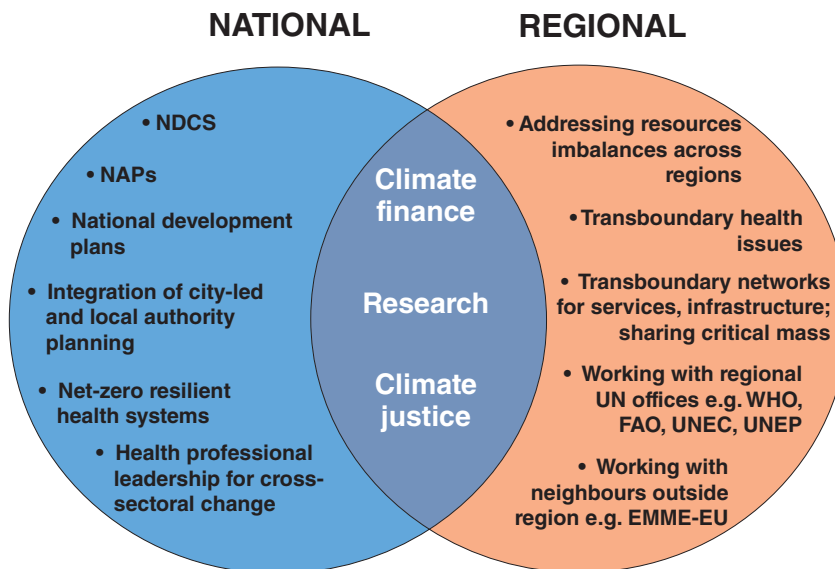 NATIONAL
REGIONAL
• NDCS
• NAPs
• National development
plans
• Integration of city-led
and local authority
planning
• Net-zero resilient
health systems
• Health professional
leadership for cross-
sectoral change
Climate
finance
Research
Climate
justice
• Addressing resources
imbalances across
regions
• Transboundary health
issues
• Transboundary networks
for services, infrastructure;
sharing critical mass
• Working with regional
UN offices e.g. WHO,
FAO, UNEC, UNEP
• Working with
neighbours outside
region e.g. EMME-EU